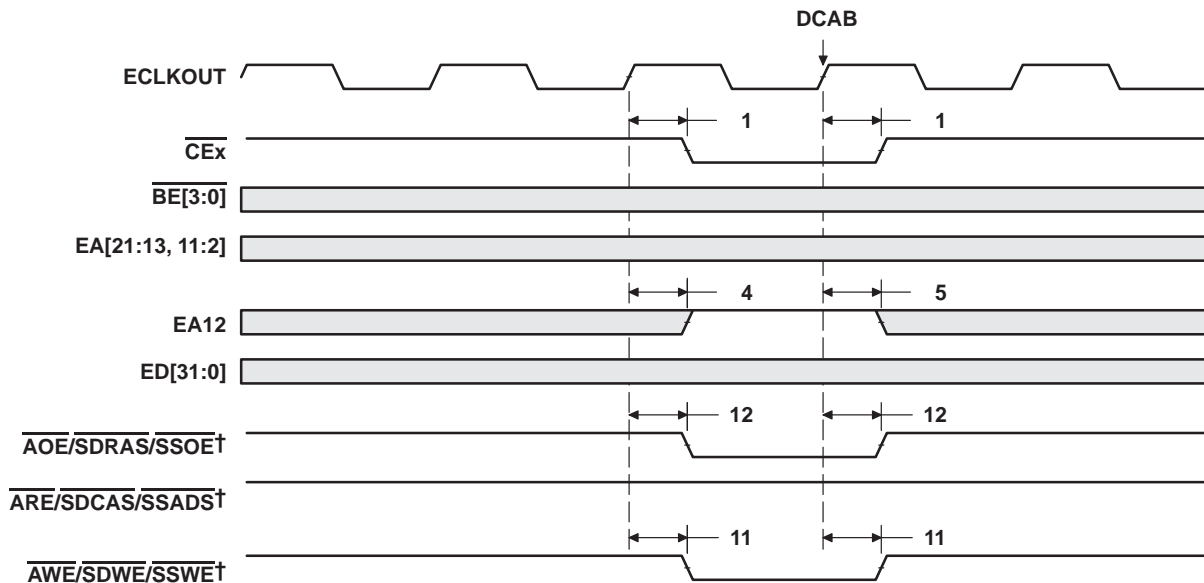 DCAB
ECLKOUT
1 1
CEx
BE[3:0]
EA[21:13, 11:2]
4 5
EA12
ED[31:0]
12 12
AOE/SDRAS/SSOE†
ARE/SDCAS/SSADS†
11 11
AWE/SDWE/SSWE†